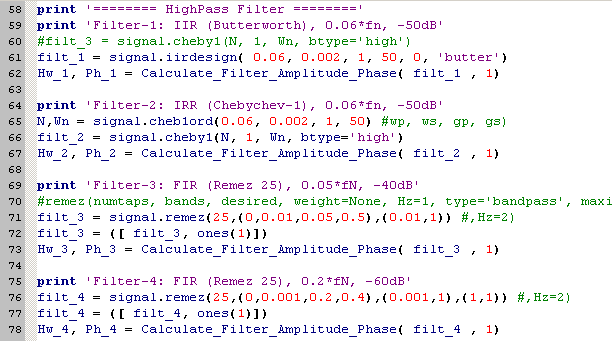 58 print '======== HighPass Filter ========'
59 print 'Filter-1: IIR (Butterworth), 0.06*fn, -50dB'
60 #filt_3 = signal.cheby1(N, 1, Wn, btype='high')
61 filt_1 = signal.iirdesign( 0.06, 0.002, 1, 50, 0, 'butter')
62 Hw_1, Ph_1 = Calculate_Filter_Amplitude_Phase( filt_1 , 1)
63
64 print 'Filter-2: IRR (Chebychev-1), 0.06*fn, -50dB'
65 N,Wn = signal.cheb1ord(0.06, 0.002, 1, 50) #wp, ws, gp, gs)
66 filt_2 = signal.cheby1(N, 1, Wn, btype='high')
67 Hw_2, Ph_2 = Calculate_Filter_Amplitude_Phase( filt_2 , 1)
68
69 print 'Filter-3: FIR (Remez 25), 0.05*fN, -40dB'
70 #remez(numtaps, bands, desired, weight=None, Hz=1, type='bandpass', maxi
71 filt_3 = signal.remez(25,(0,0.01,0.05,0.5),(0.01,1)) #,Hz=2)
72 filt_3 = ([ filt_3, ones(1)])
73 Hw_3, Ph_3 = Calculate_Filter_Amplitude_Phase( filt_3 , 1)
74
75 print 'Filter-4: FIR (Remez 25), 0.2*fN, -60dB'
76 filt_4 = signal.remez(25,(0,0.001,0.2,0.4),(0.001,1),(1,1)) #,Hz=2)
77 filt_4 = ([ filt_4, ones(1)])
78 Hw_4, Ph_4 = Calculate_Filter_Amplitude_Phase( filt_4 , 1)